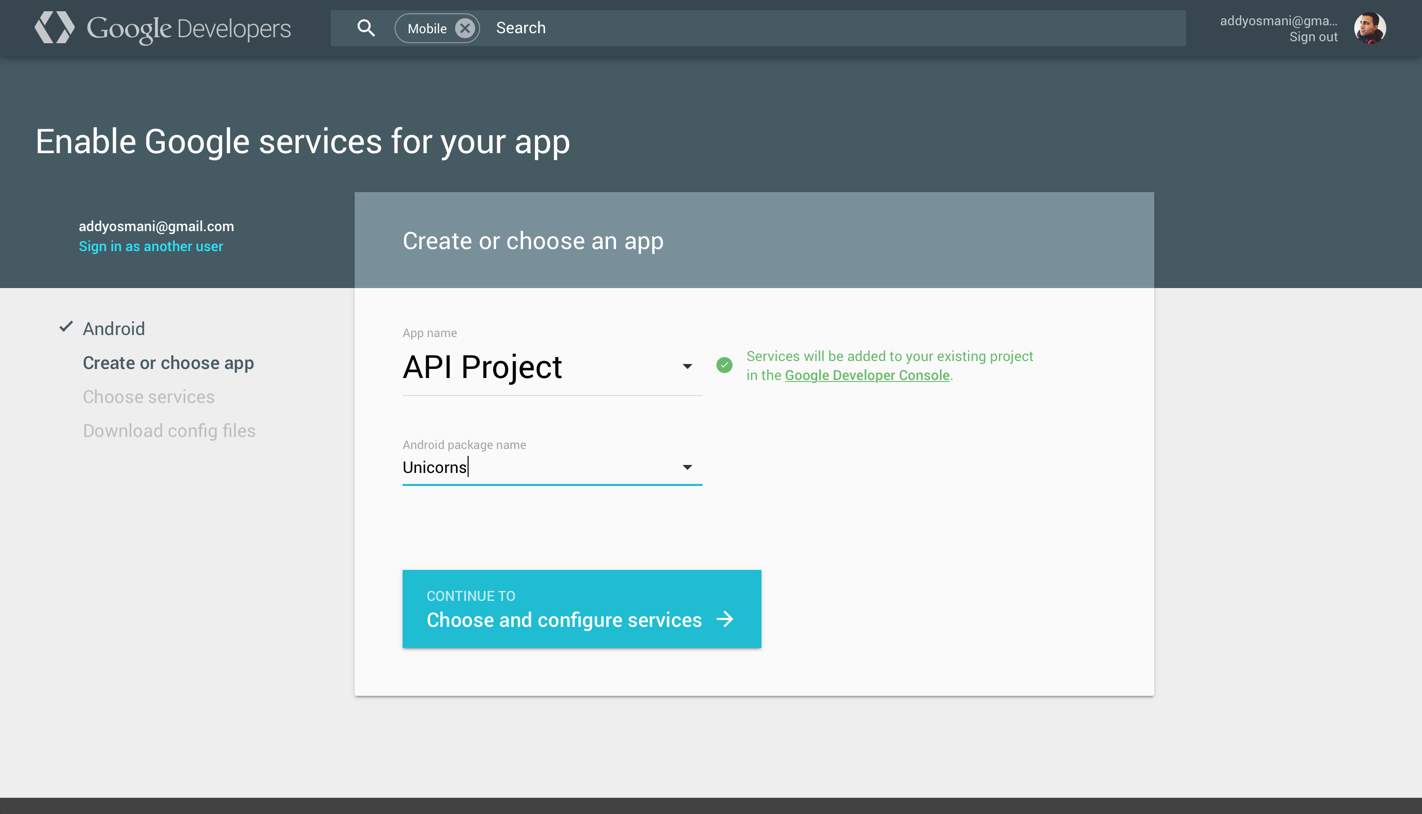 Google Developers
Mobile
Search
addyosmani@gma...
Sign out
Enable Google services for your app
addyosmani@gmail.com
Sign in as another user
Create or choose an app
Android
Create or choose app
Choose services
Download config files
App name
API Project
Services will be added to your existing project
in the Google Developer Console.
Android package name
Unicorns
CONTINUE TO
Choose and configure services